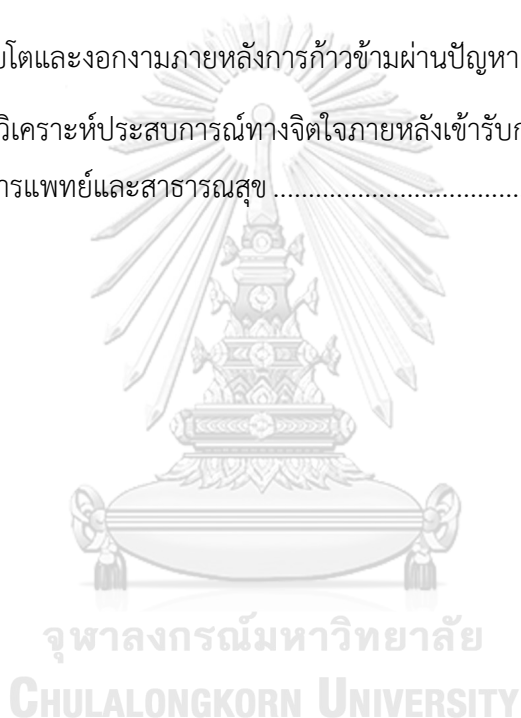 บโตและงอกงามภายหลังการก้าวข้ามผ่านปัญหา
วิเคราะห์ประสบการณ์ทางจิตใจภายหลังเข้ารับก
ารแพทย์และสาธารณสุข ................................
จุฬาลงกรณ์มหาวิทยาลัย
CHULALONGKORN UNIVERSITY